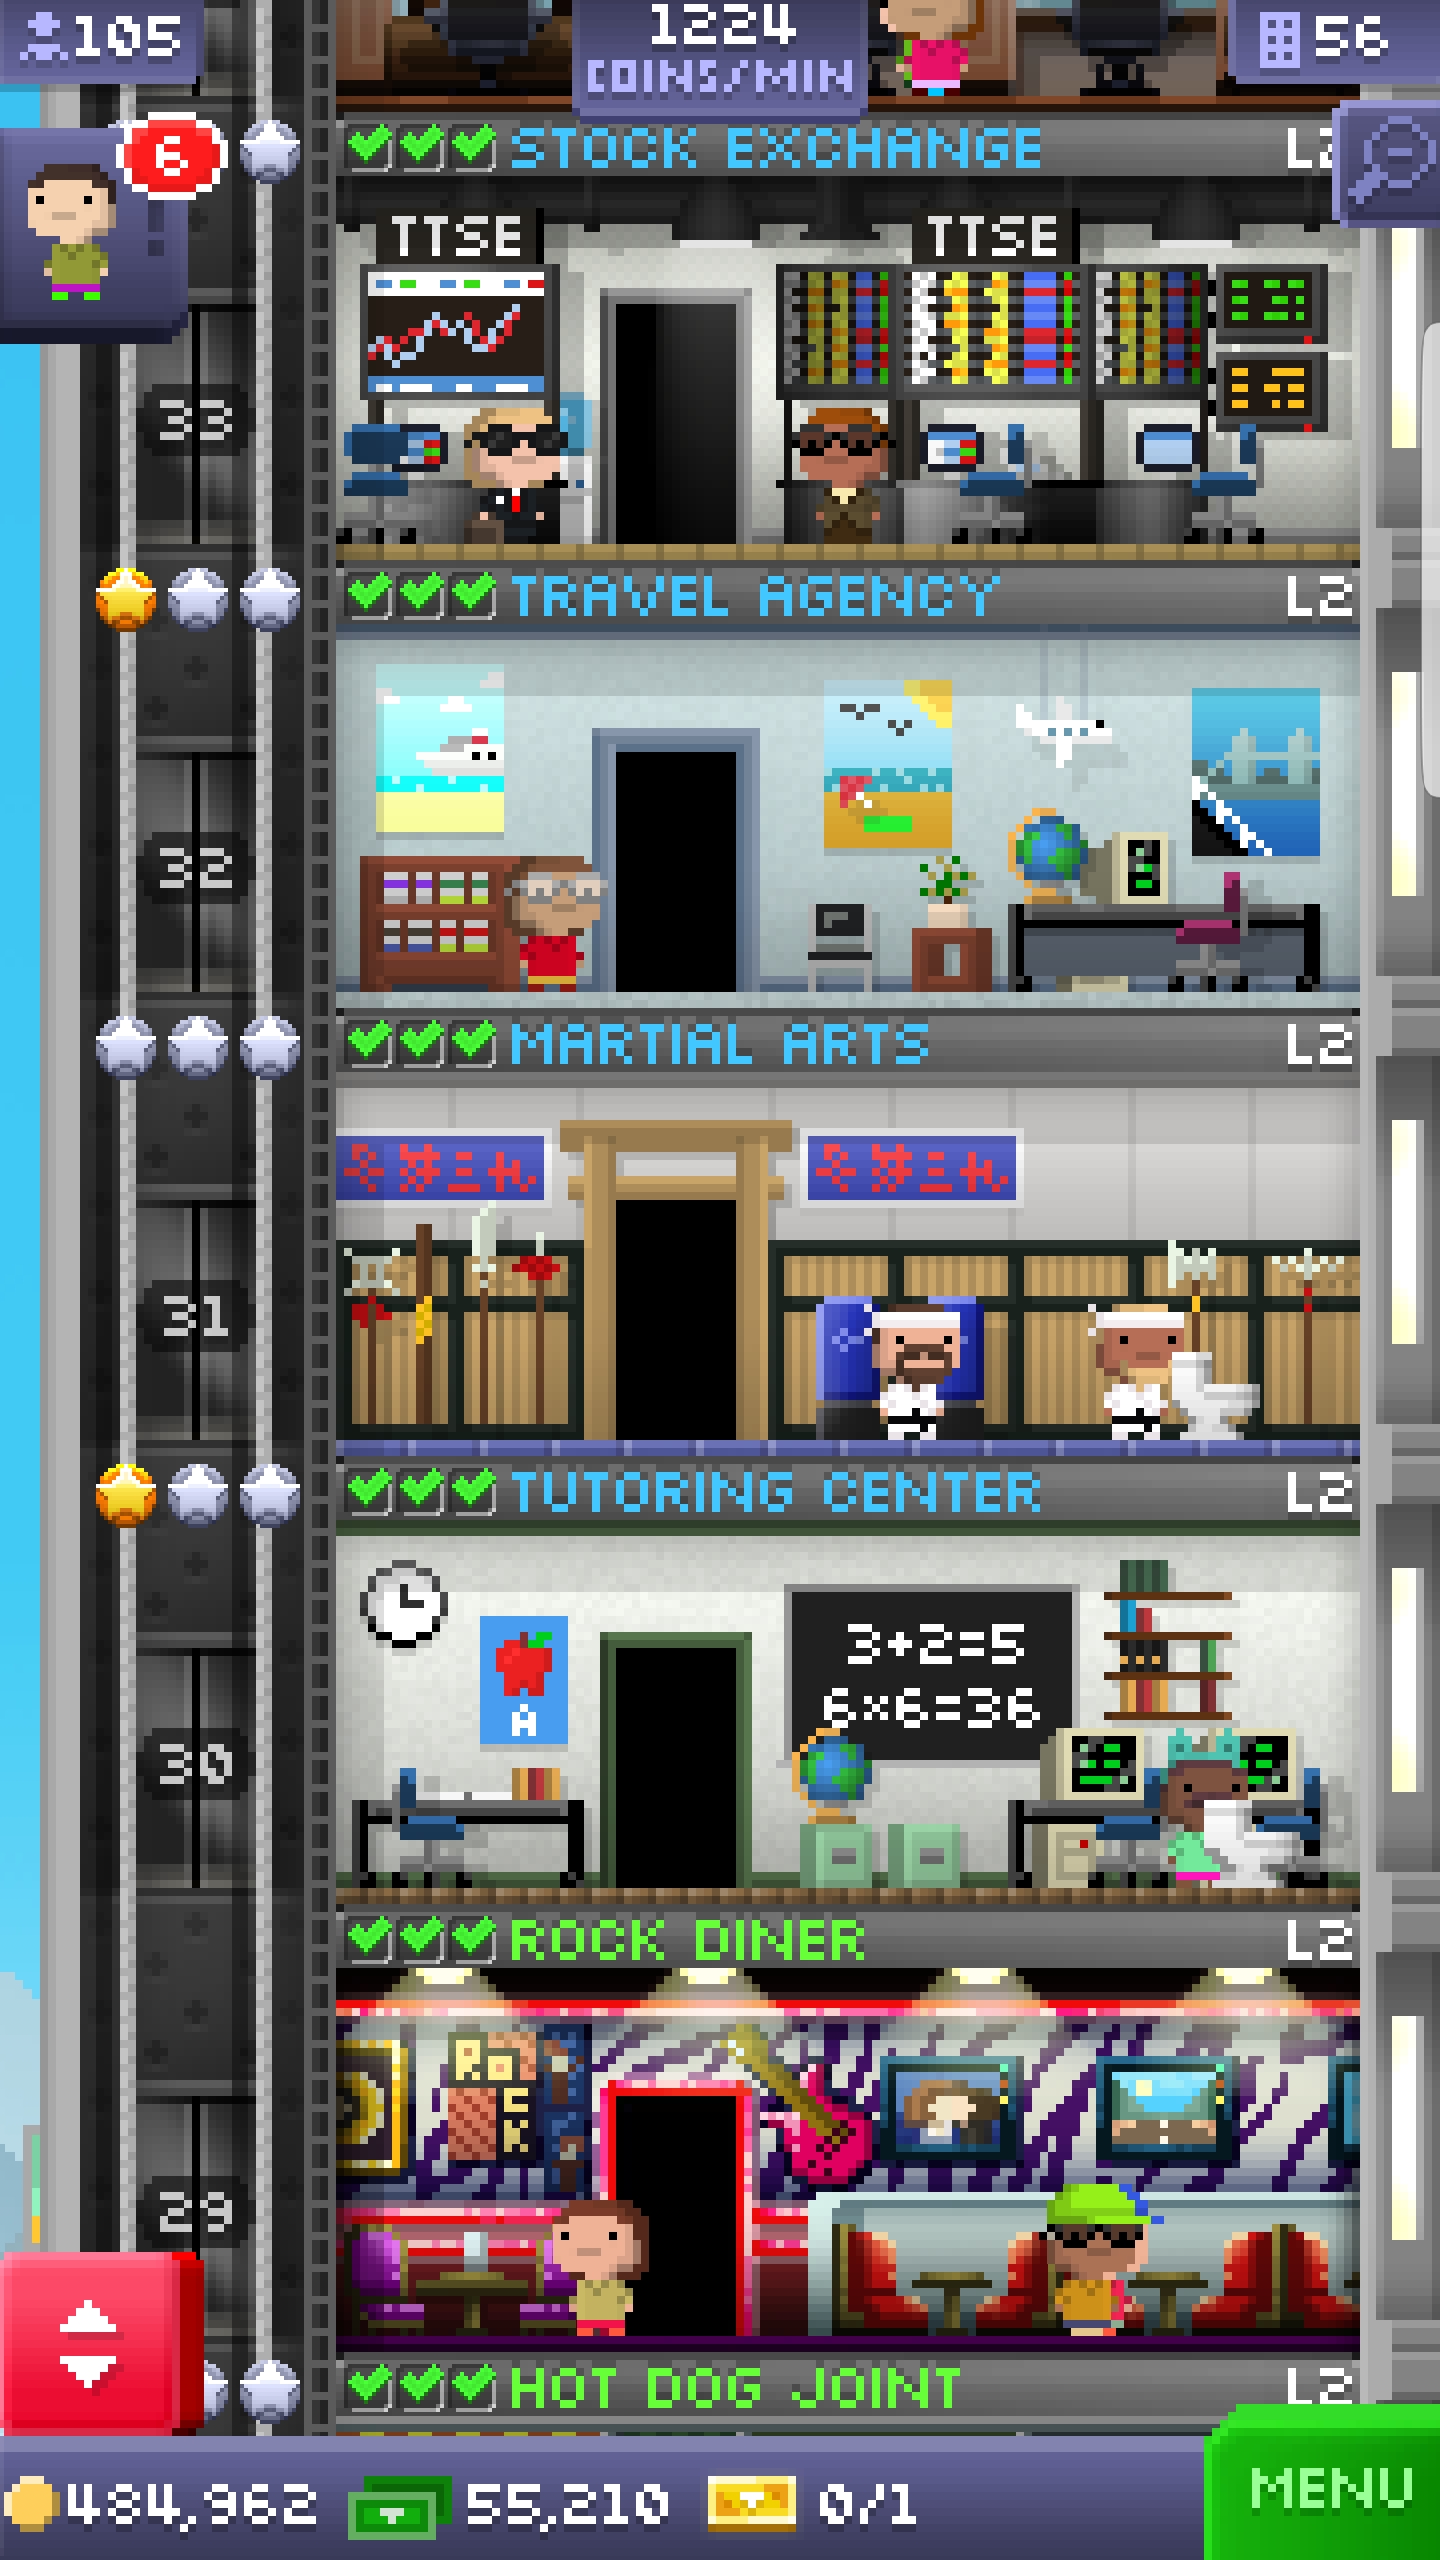 105
1224
COINS/MIN
56
6
STOCK EXCHANGE
TTSE
TTSE
33
TRAVEL AGENCY L2
32
MARTIAL ARTS L2
31
TUTORING CENTER L2
A
3+2=5
6×6=36
30
ROCK DINER L2
ROCK
29
HOT DOG JOINT L2
484,962
55,210
0/1
MENU